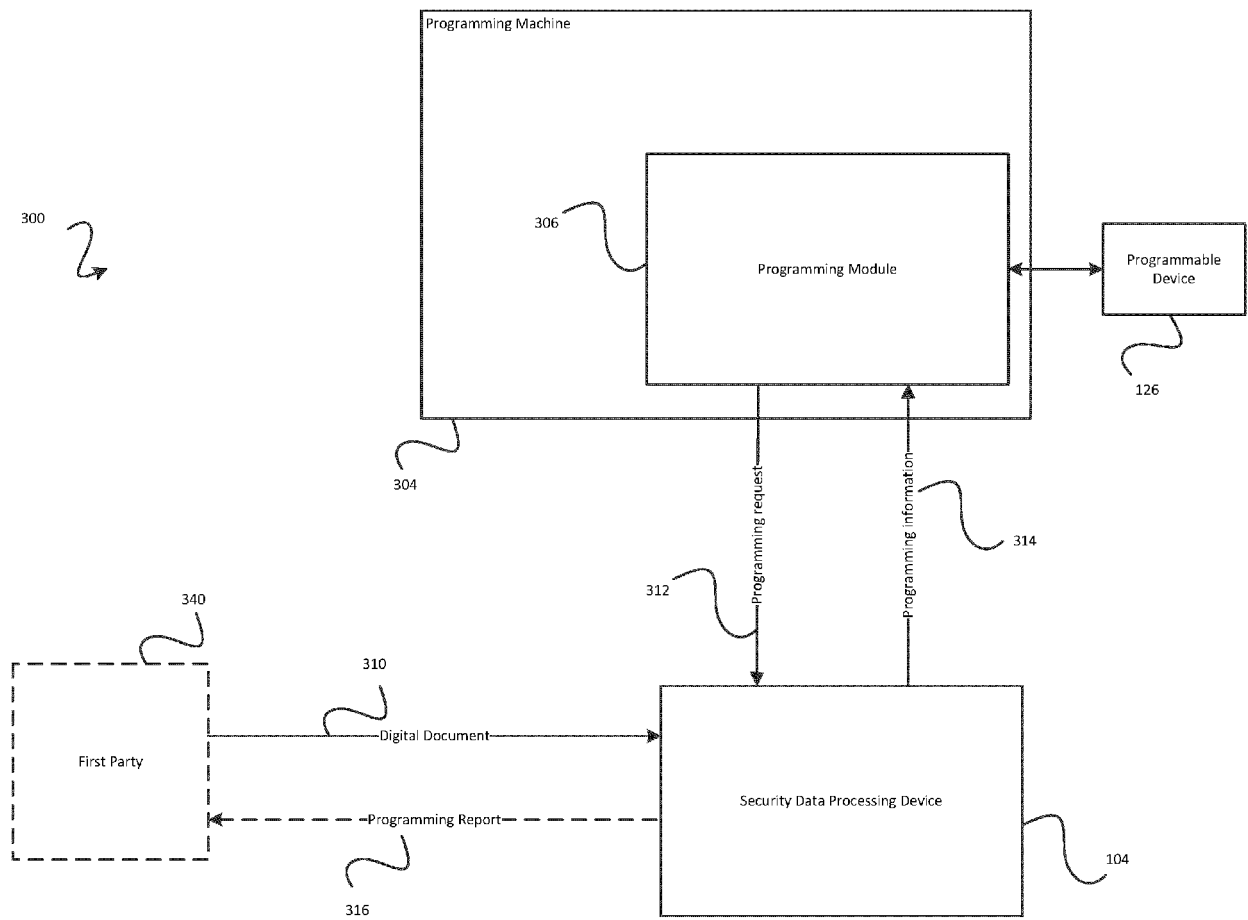 Programming Machine
300
306
Programming Module
Programmable
Device
126
304
Programming request
Programming information
314
312
340
310
First Party
Digital Document
Security Data Processing Device
Programming Report
316
104